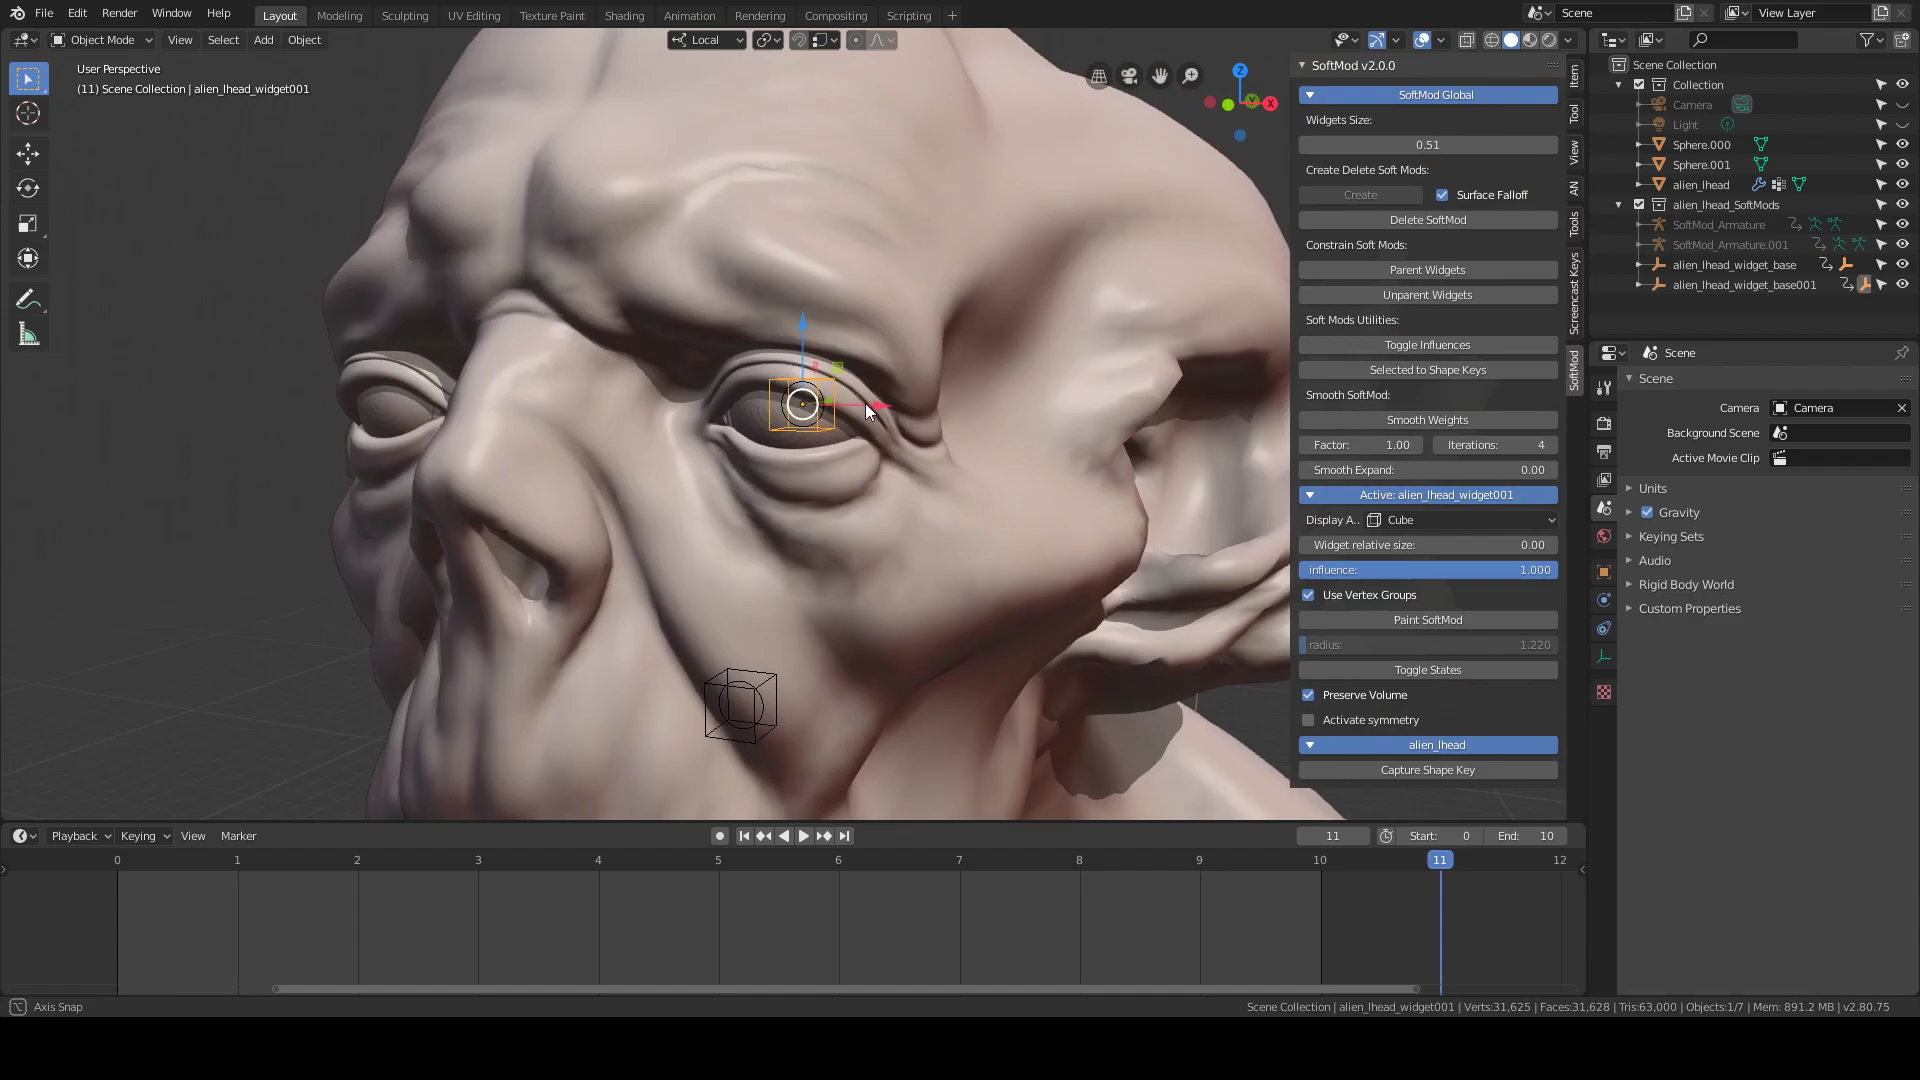 File Edit Render Window Help Layout Modeling Sculpting UV Editing Texture Paint Shading Animation Rendering Compositing Scripting + Scene View Layer
Object Mode View Select Add Object Local
User Perspective
(11) Scene Collection | alien_lhead_widget001
Z
Y
X
SoftMod v2.0.0
SoftMod Global
Widgets Size:
0.51
Create Delete Soft Mods:
Create Surface Falloff
Delete SoftMod
Constrain Soft Mods:
Parent Widgets
Unparent Widgets
Soft Mods Utilities:
Toggle Influences
Selected to Shape Keys
Smooth SoftMod:
Smooth Weights
Factor: 1.00 Iterations: 4
Smooth Expand: 0.00
Active: alien_lhead_widget001
Display A.. Cube
Widget relative size: 0.00
influence: 1.000
Use Vertex Groups
Paint SoftMod
radius: 1.220
Toggle States
Preserve Volume
Activate symmetry
alien_lhead
Capture Shape Key
Item
Tool
View
AN
Tools
Screencast Keys
SoftMod
Scene Collection
Collection
Camera
Light
Sphere.000
Sphere.001
alien_lhead
alien_lhead_SoftMods
SoftMod_Armature
SoftMod_Armature.001
alien_lhead_widget_base
alien_lhead_widget_base001
Scene
Scene
Camera Camera
Background Scene
Active Movie Clip
Units
Gravity
Keying Sets
Audio
Rigid Body World
Custom Properties
Playback Keying View Marker 11 Start: 0 End: 10
0 1 2 3 4 5 6 7 8 9 10 11 12
Axis Snap
Scene Collection | alien_lhead_widget001 | Verts:31,625 | Faces:31,628 | Tris:63,000 | Objects:1/7 | Mem: 891.2 MB | v2.80.75